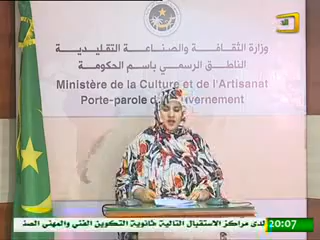 وزارة الثقافة والصناعة التقليدية
الناطق الرسمي باسم الحكومة
Ministère de la Culture et de l'Artisanat
Porte-parole du Gouvernement
لدى مراكز الاستقبال التالية ثانوية التكوين الفني والمهني الصن
20:07